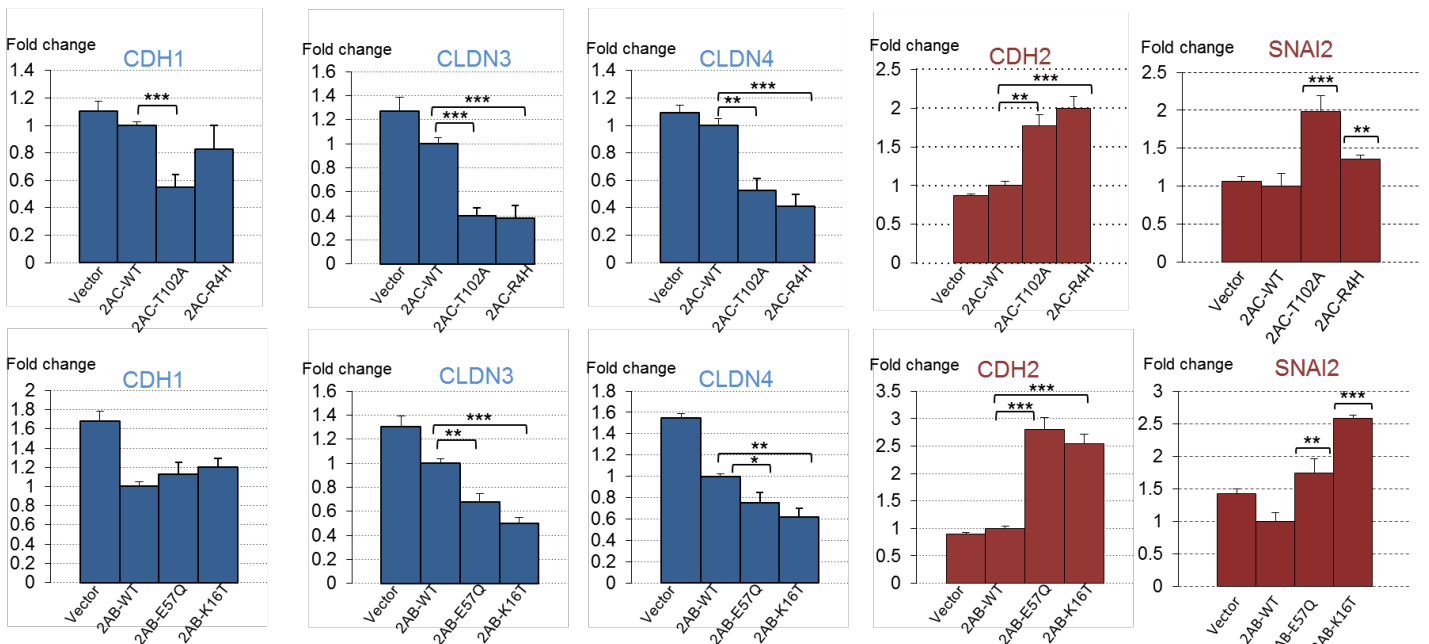 Fold change
CDH1
1.4
1.2
1
0.8
0.6
0.4
0.2
0
***
Vector
2AC-WT
2AC-T102A
2AC-R4H
Fold change
CLDN3
1.6
1.4
1.2
1
0.8
0.6
0.4
0.2
0
***
***
Vector
2AC-WT
2AC-T102A
2AC-R4H
Fold change
CLDN4
1.4
1.2
1
0.8
0.6
0.4
0.2
0
***
**
Vector
2AC-WT
2AC-T102A
2AC-R4H
Fold change
CDH2
2.5
2
1.5
1
0.5
0
***
**
Vector
2AC-WT
2AC-T102A
2AC-R4H
Fold change
SNAI2
2.5
2
1.5
1
0.5
0
***
**
Vector
2AC-WT
2AC-T102A
2AC-R4H
Fold change
CDH1
2
1.8
1.6
1.4
1.2
1
0.8
0.6
0.4
0.2
0
Vector
2AB-WT
2AB-E57Q
2AB-K16T
Fold change
CLDN3
1.6
1.4
1.2
1
0.8
0.6
0.4
0.2
0
***
**
Vector
2AB-WT
2AB-E57Q
2AB-K16T
Fold change
CLDN4
1.8
1.6
1.4
1.2
1
0.8
0.6
0.4
0.2
0
**
*
Vector
2AB-WT
2AB-E57Q
2AB-K16T
Fold change
CDH2
3.5
3
2.5
2
1.5
1
0.5
0
***
***
Vector
2AB-WT
2AB-E57Q
2AB-K16T
Fold change
SNAI2
3
2.5
2
1.5
1
0.5
0
***
**
Vector
2AB-WT
2AB-E57Q
2AB-K16T